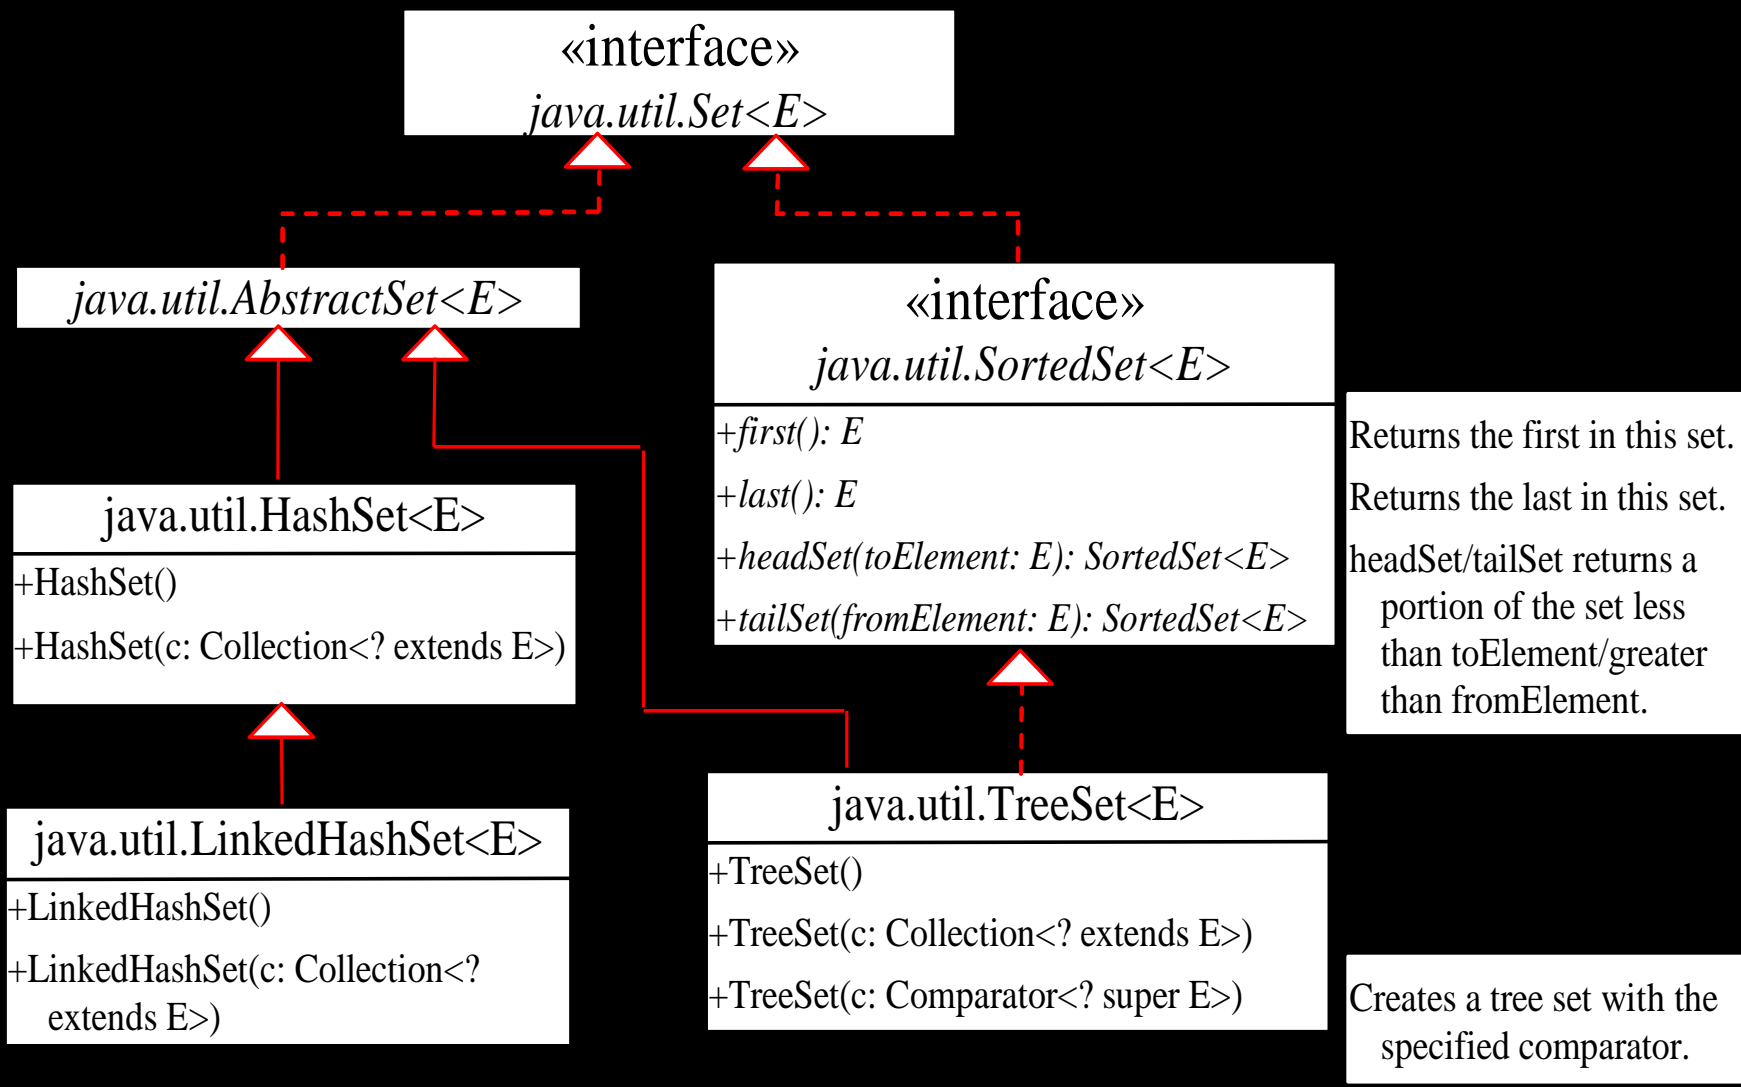 «interface»
java.util.Set<E>
java.util.AbstractSet<E>
«interface»
java.util.SortedSet<E>
+first(): E
+last(): E
+headSet(toElement: E): SortedSet<E>
+tailSet(fromElement: E): SortedSet<E>
Returns the first in this set.
Returns the last in this set.
headSet/tailSet returns a
portion of the set less
than toElement/greater
than fromElement.
java.util.HashSet<E>
+HashSet()
+HashSet(c: Collection<? extends E>)
java.util.LinkedHashSet<E>
+LinkedHashSet()
+LinkedHashSet(c: Collection<?
extends E>)
java.util.TreeSet<E>
+TreeSet()
+TreeSet(c: Collection<? extends E>)
+TreeSet(c: Comparator<? super E>)
Creates a tree set with the
specified comparator.